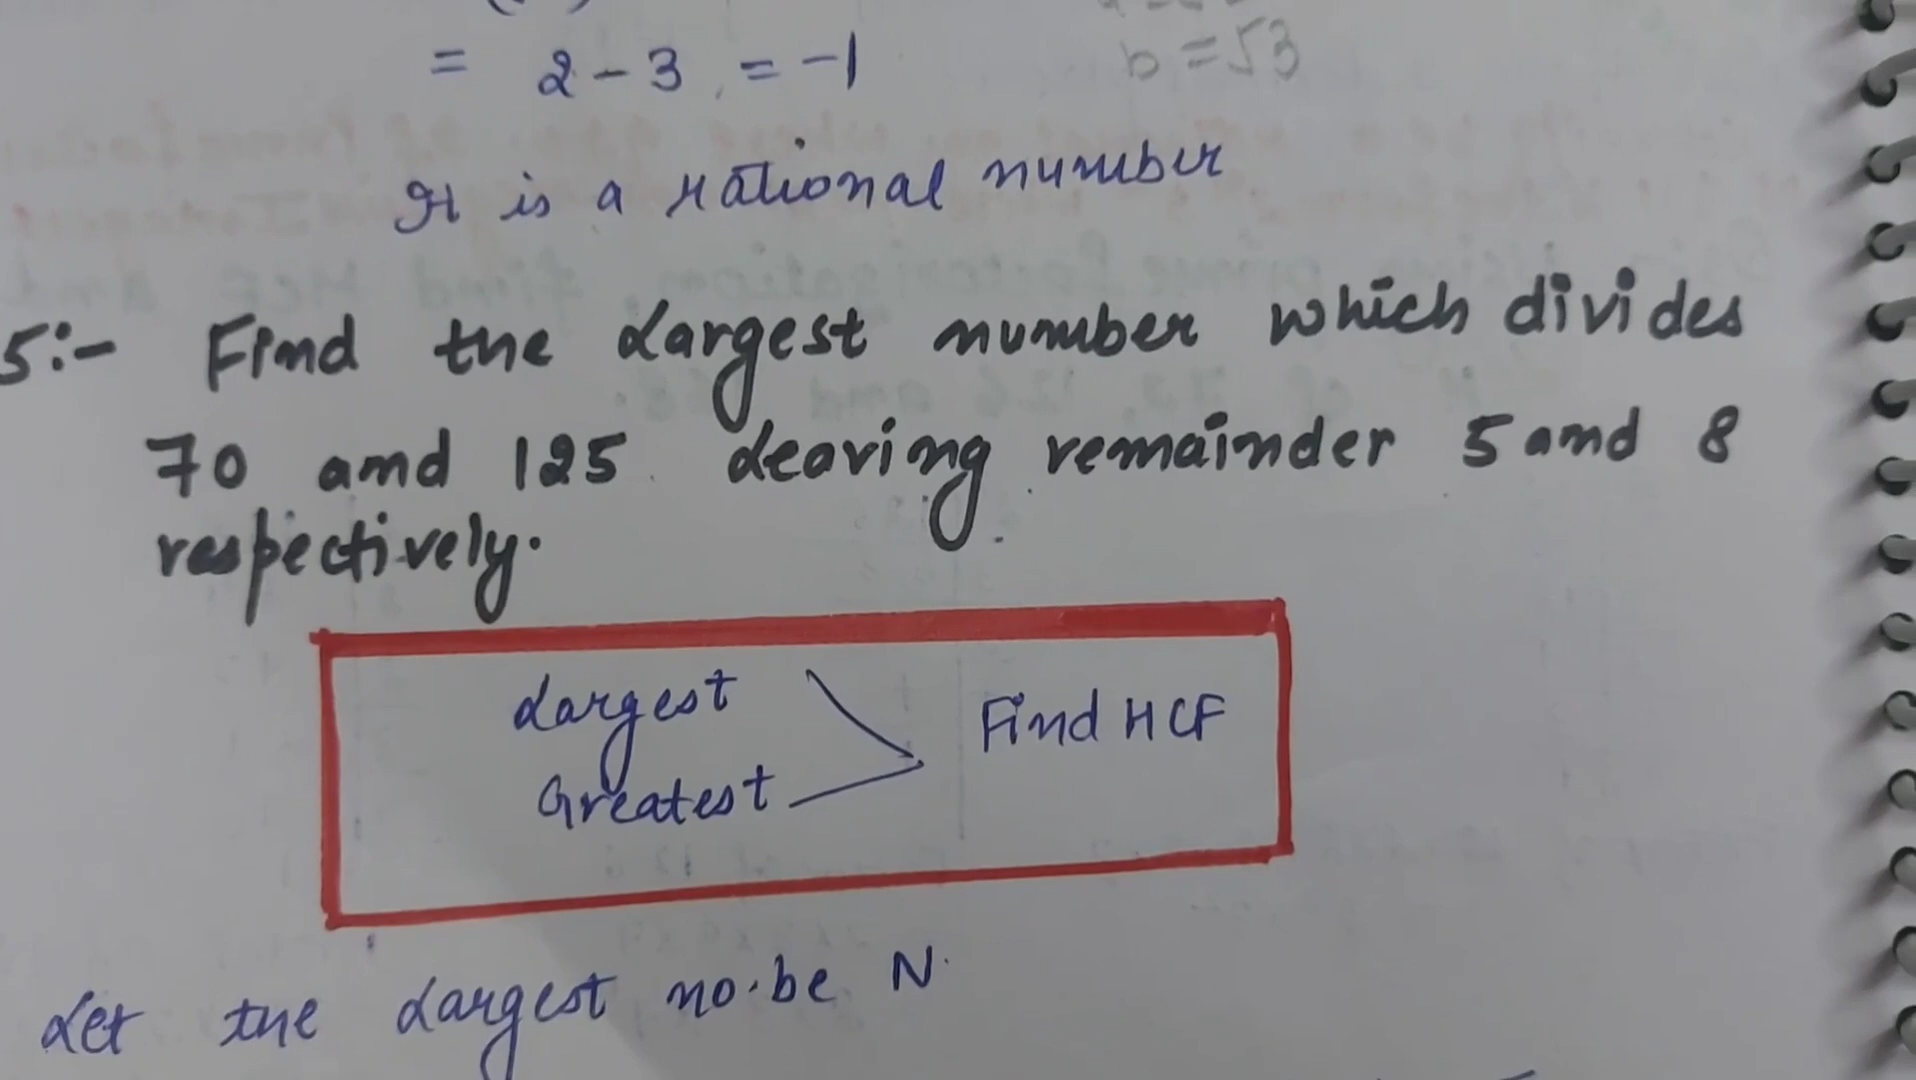 = 2 - 3 = -1
b = √3
It is a rational number
5:- Find the Largest number which divides
70 and 125 Leaving remainder 5 and 8
respectively.
Largest
Greatest
Find HCF
Let the Largest no. be N.